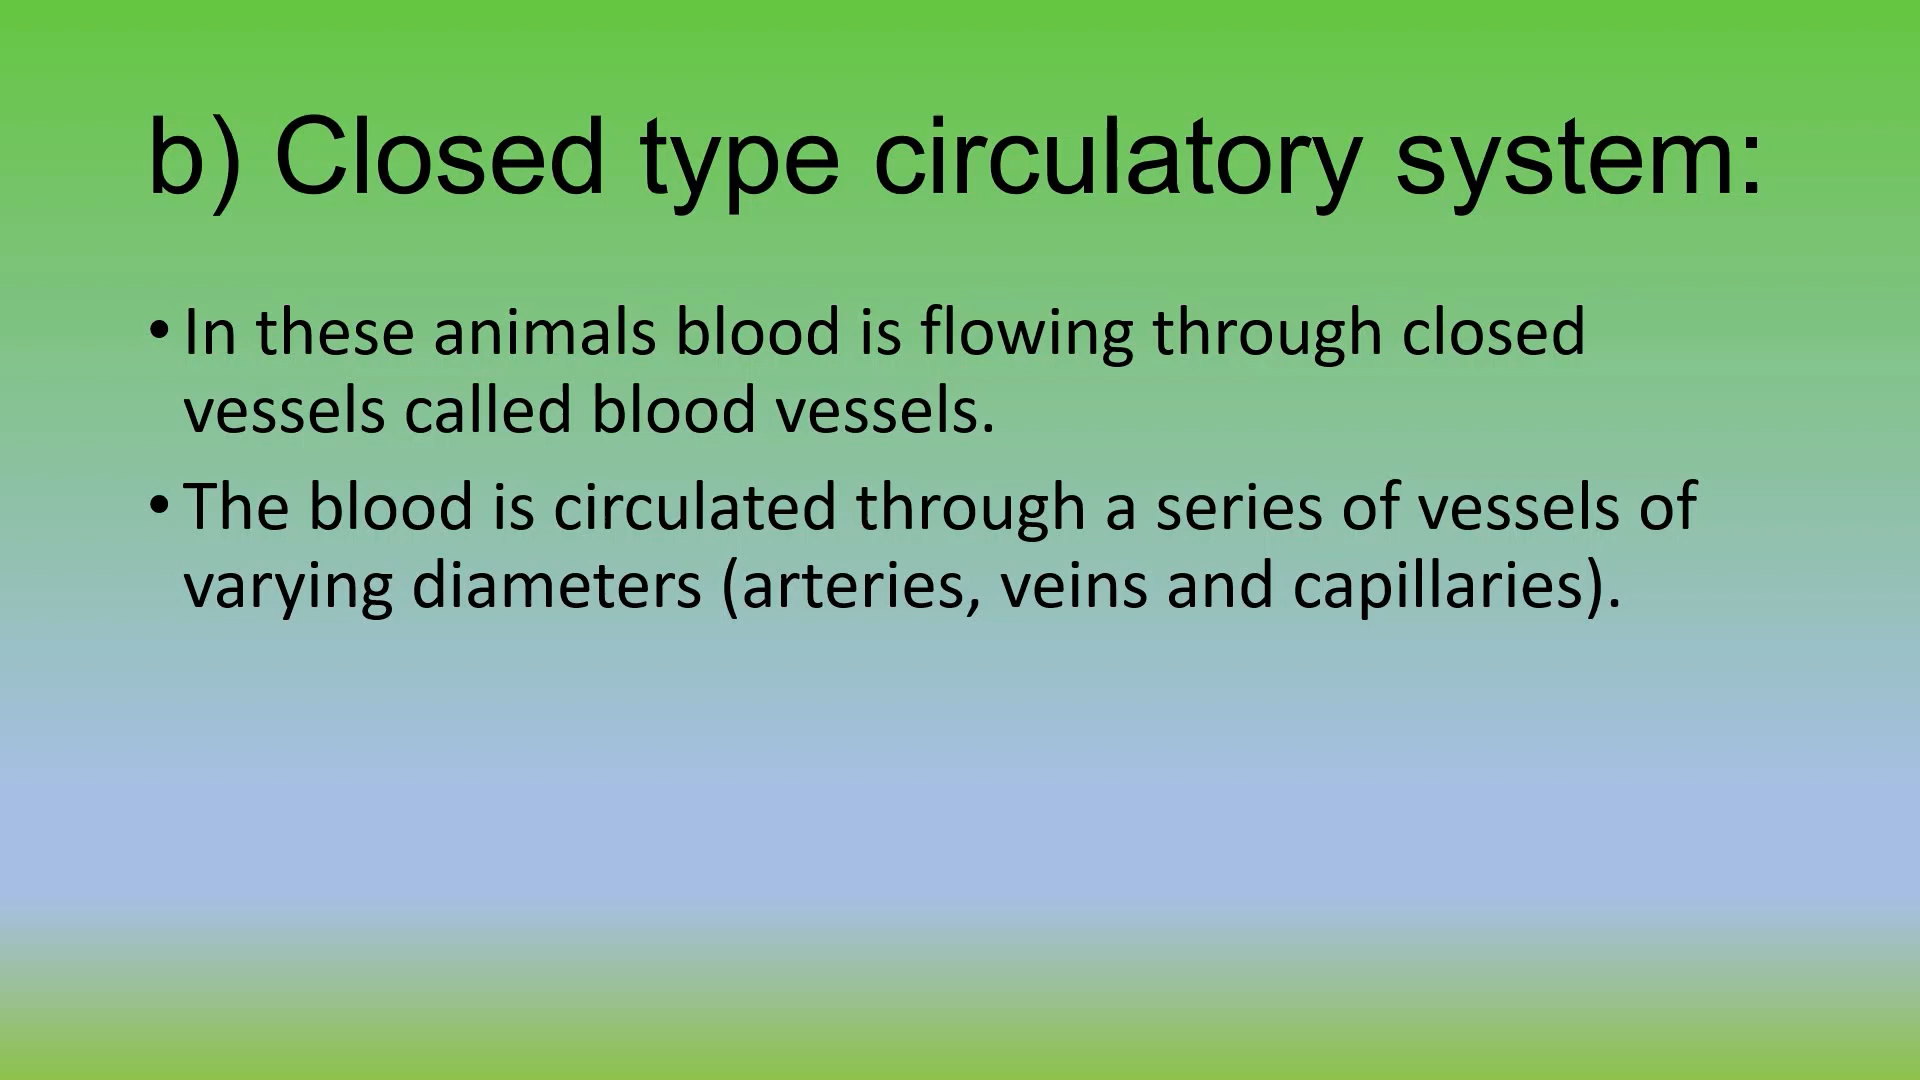 b) Closed type circulatory system:
• In these animals blood is flowing through closed
vessels called blood vessels.
• The blood is circulated through a series of vessels of
varying diameters (arteries, veins and capillaries).